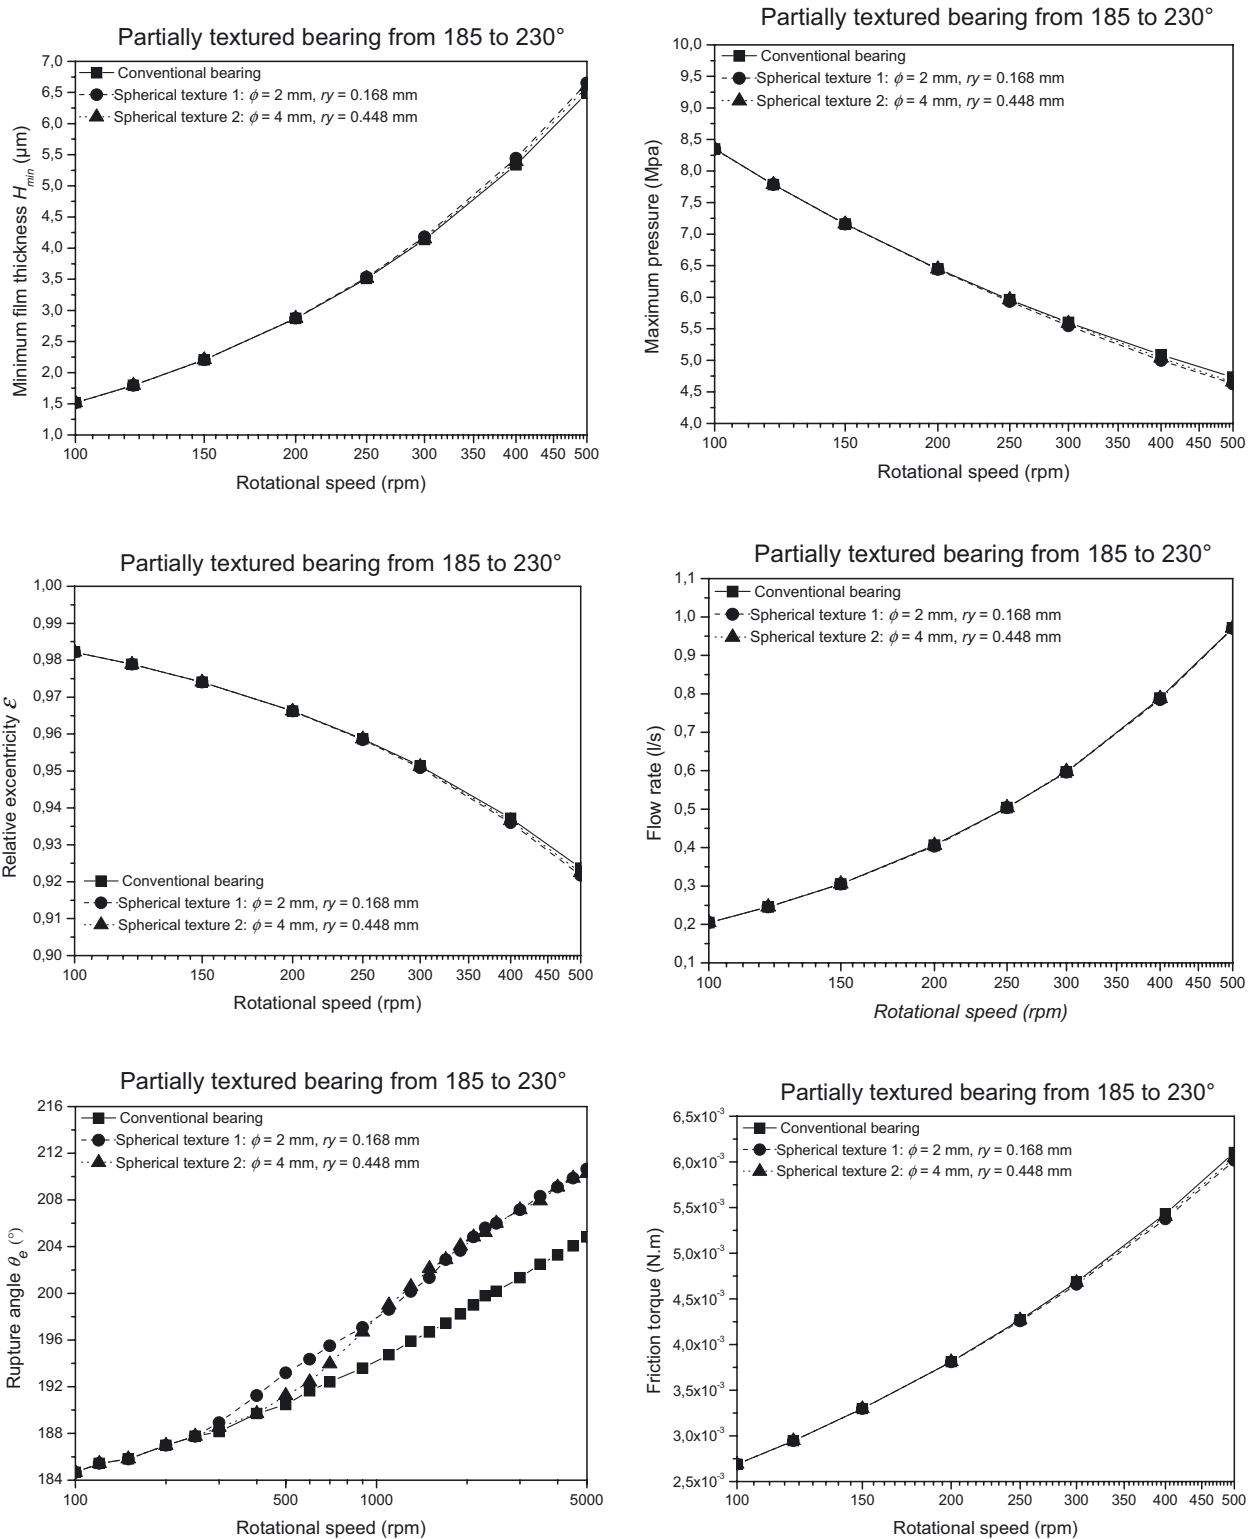 Partially textured bearing from 185 to 230°
7,0
6,5
6,0
5,5
5,0
4,5
4,0
3,5
3,0
2,5
2,0
1,5
1,0
Minimum film thickness H_min (µm)
Conventional bearing
Spherical texture 1: ϕ = 2 mm, ry = 0.168 mm
Spherical texture 2: ϕ = 4 mm, ry = 0.448 mm
100 150 200 250 300 350 400 450 500
Rotational speed (rpm)
Partially textured bearing from 185 to 230°
10,0
9,5
9,0
8,5
8,0
7,5
7,0
6,5
6,0
5,5
5,0
4,5
4,0
Maximum pressure (Mpa)
Conventional bearing
Spherical texture 1: ϕ = 2 mm, ry = 0.168 mm
Spherical texture 2: ϕ = 4 mm, ry = 0.448 mm
100 150 200 250 300 350 400 450 500
Rotational speed (rpm)
Partially textured bearing from 185 to 230°
1,00
0,99
0,98
0,97
0,96
0,95
0,94
0,93
0,92
0,91
0,90
Relative excentricity ε
Conventional bearing
Spherical texture 1: ϕ = 2 mm, ry = 0.168 mm
Spherical texture 2: ϕ = 4 mm, ry = 0.448 mm
100 150 200 250 300 350 400 450 500
Rotational speed (rpm)
Partially textured bearing from 185 to 230°
1,1
1,0
0,9
0,8
0,7
0,6
0,5
0,4
0,3
0,2
0,1
Flow rate (l/s)
Conventional bearing
Spherical texture 1: ϕ = 2 mm, ry = 0.168 mm
Spherical texture 2: ϕ = 4 mm, ry = 0.448 mm
100 150 200 250 300 350 400 450 500
Rotational speed (rpm)
Partially textured bearing from 185 to 230°
216
212
208
204
200
196
192
188
184
Rupture angle θ_e (°)
Conventional bearing
Spherical texture 1: ϕ = 2 mm, ry = 0.168 mm
Spherical texture 2: ϕ = 4 mm, ry = 0.448 mm
100 500 1000 5000
Rotational speed (rpm)
Partially textured bearing from 185 to 230°
6,5x10⁻³
6,0x10⁻³
5,5x10⁻³
5,0x10⁻³
4,5x10⁻³
4,0x10⁻³
3,5x10⁻³
3,0x10⁻³
2,5x10⁻³
Friction torque (N.m)
Conventional bearing
Spherical texture 1: ϕ = 2 mm, ry = 0.168 mm
Spherical texture 2: ϕ = 4 mm, ry = 0.448 mm
100 150 200 250 300 350 400 450 500
Rotational speed (rpm)